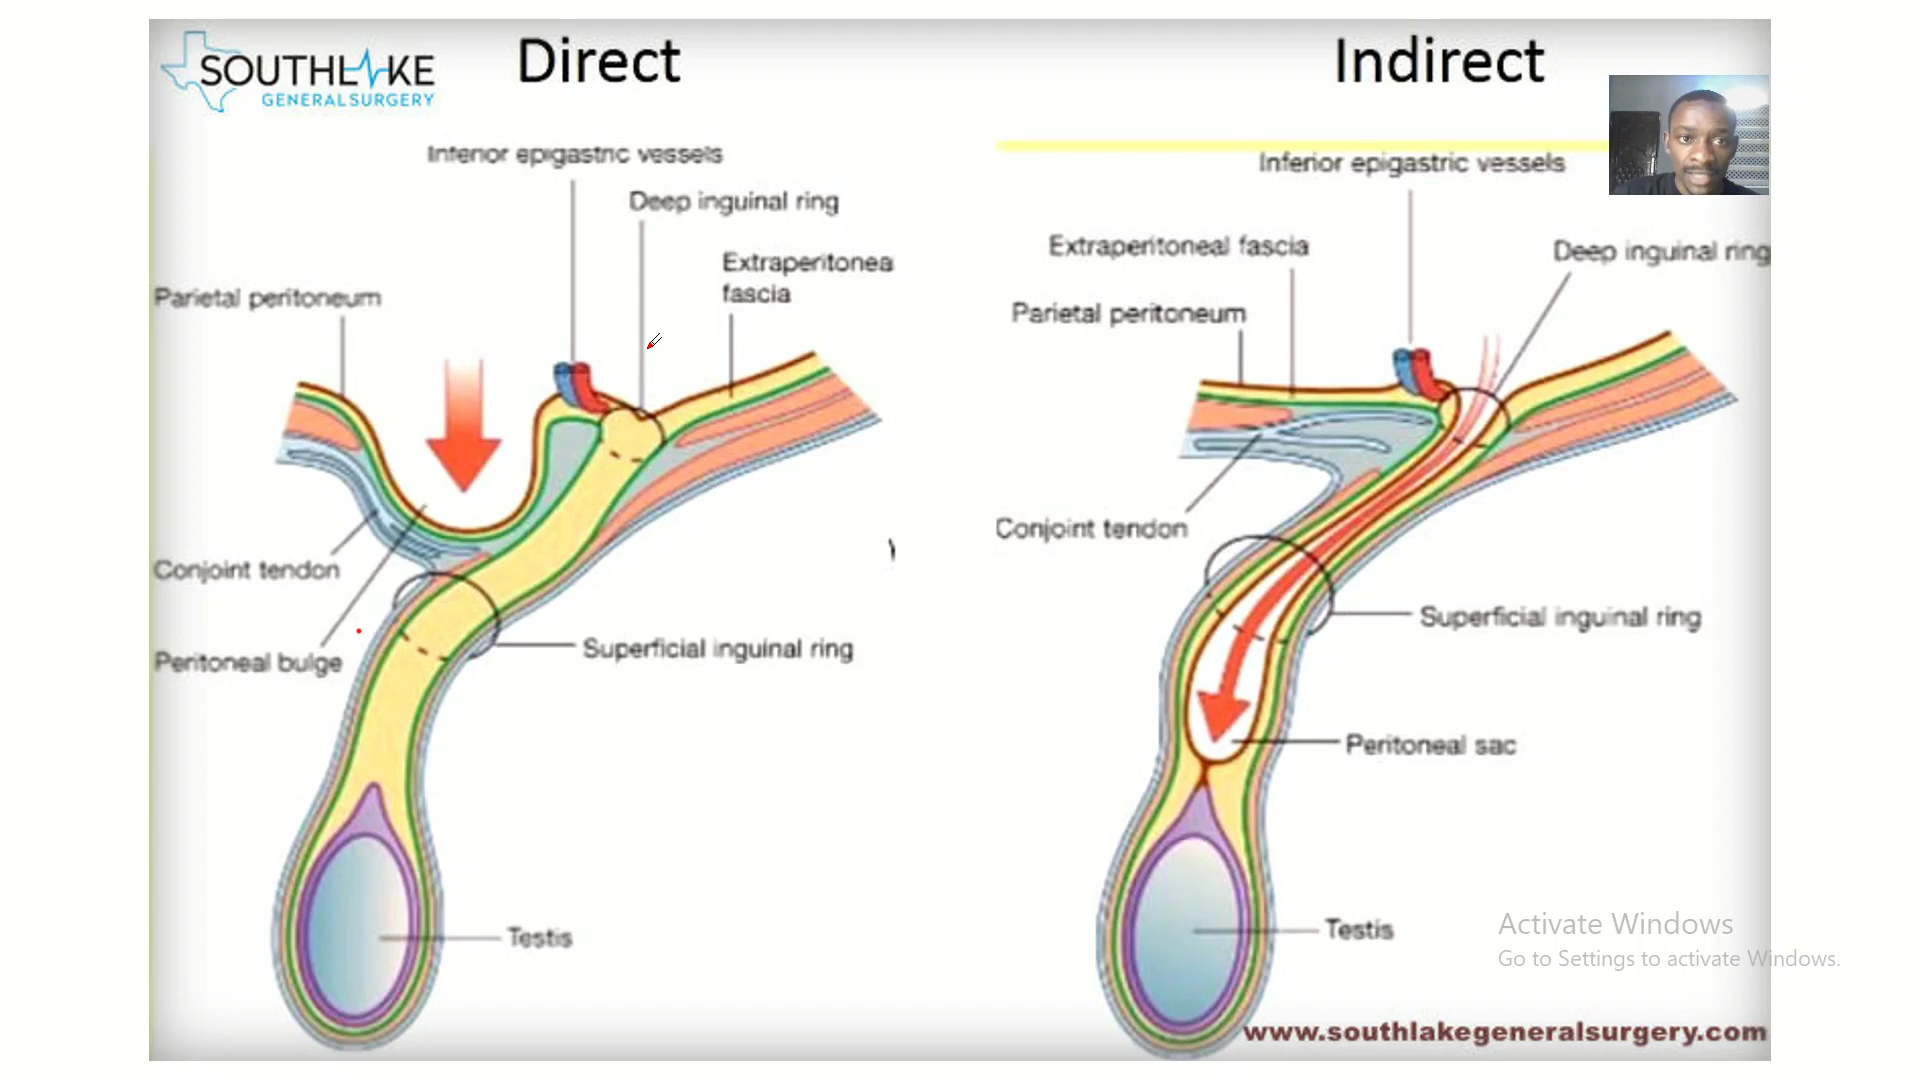 SOUTHLAKE
GENERALSURGERY
Direct
Inferior epigastric vessels
Deep inguinal ring
Extraperitonea
fascia
Parietal peritoneum
Conjoint tendon
Peritoneal bulge
Superficial inguinal ring
Testis
Indirect
Inferior epigastric vessels
Extraperitoneal fascia
Deep inguinal ring
Parietal peritoneum
Conjoint tendon
Superficial inguinal ring
Peritoneal sac
Testis
Activate Windows
Go to Settings to activate Windows.
www.southlakegeneralsurgery.com